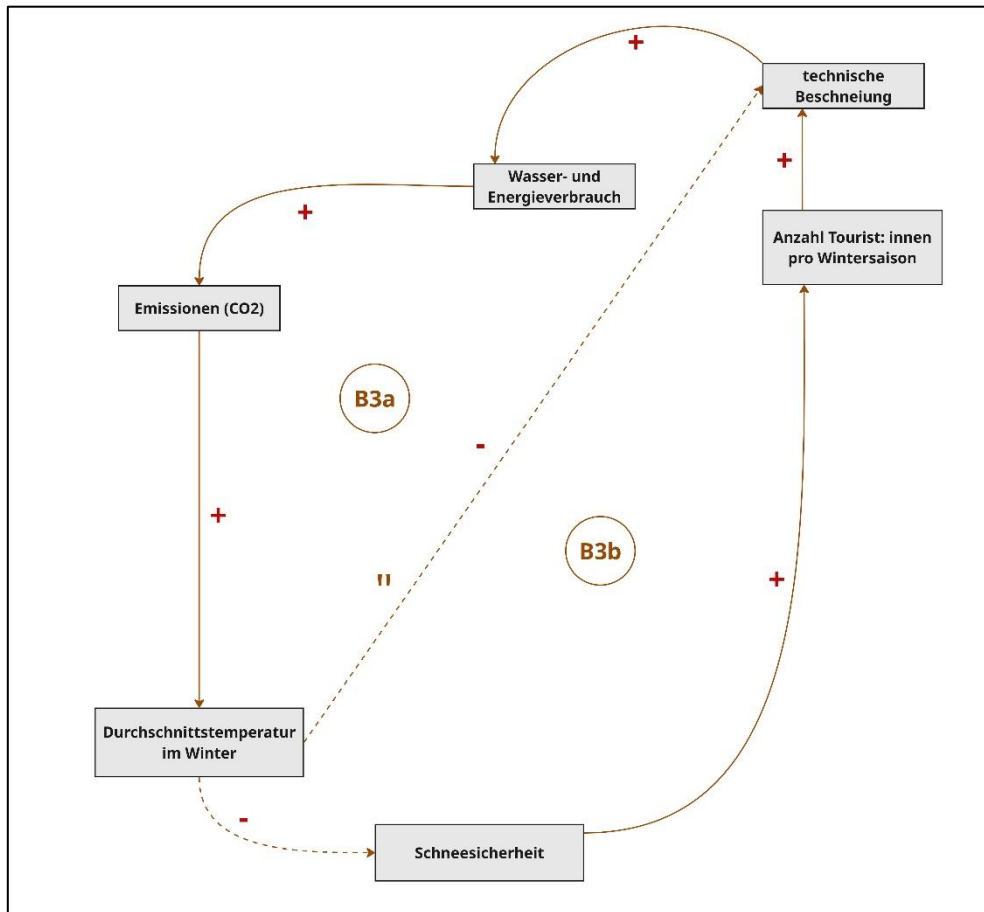 +
technische
Beschneiung
+
Wasser- und
Energieverbrauch
+
Anzahl Tourist: innen
pro Wintersaison
Emissionen (CO2)
B3a
-
+
B3b
"
+
Durchschnittstemperatur
im Winter
-
Schneesicherheit